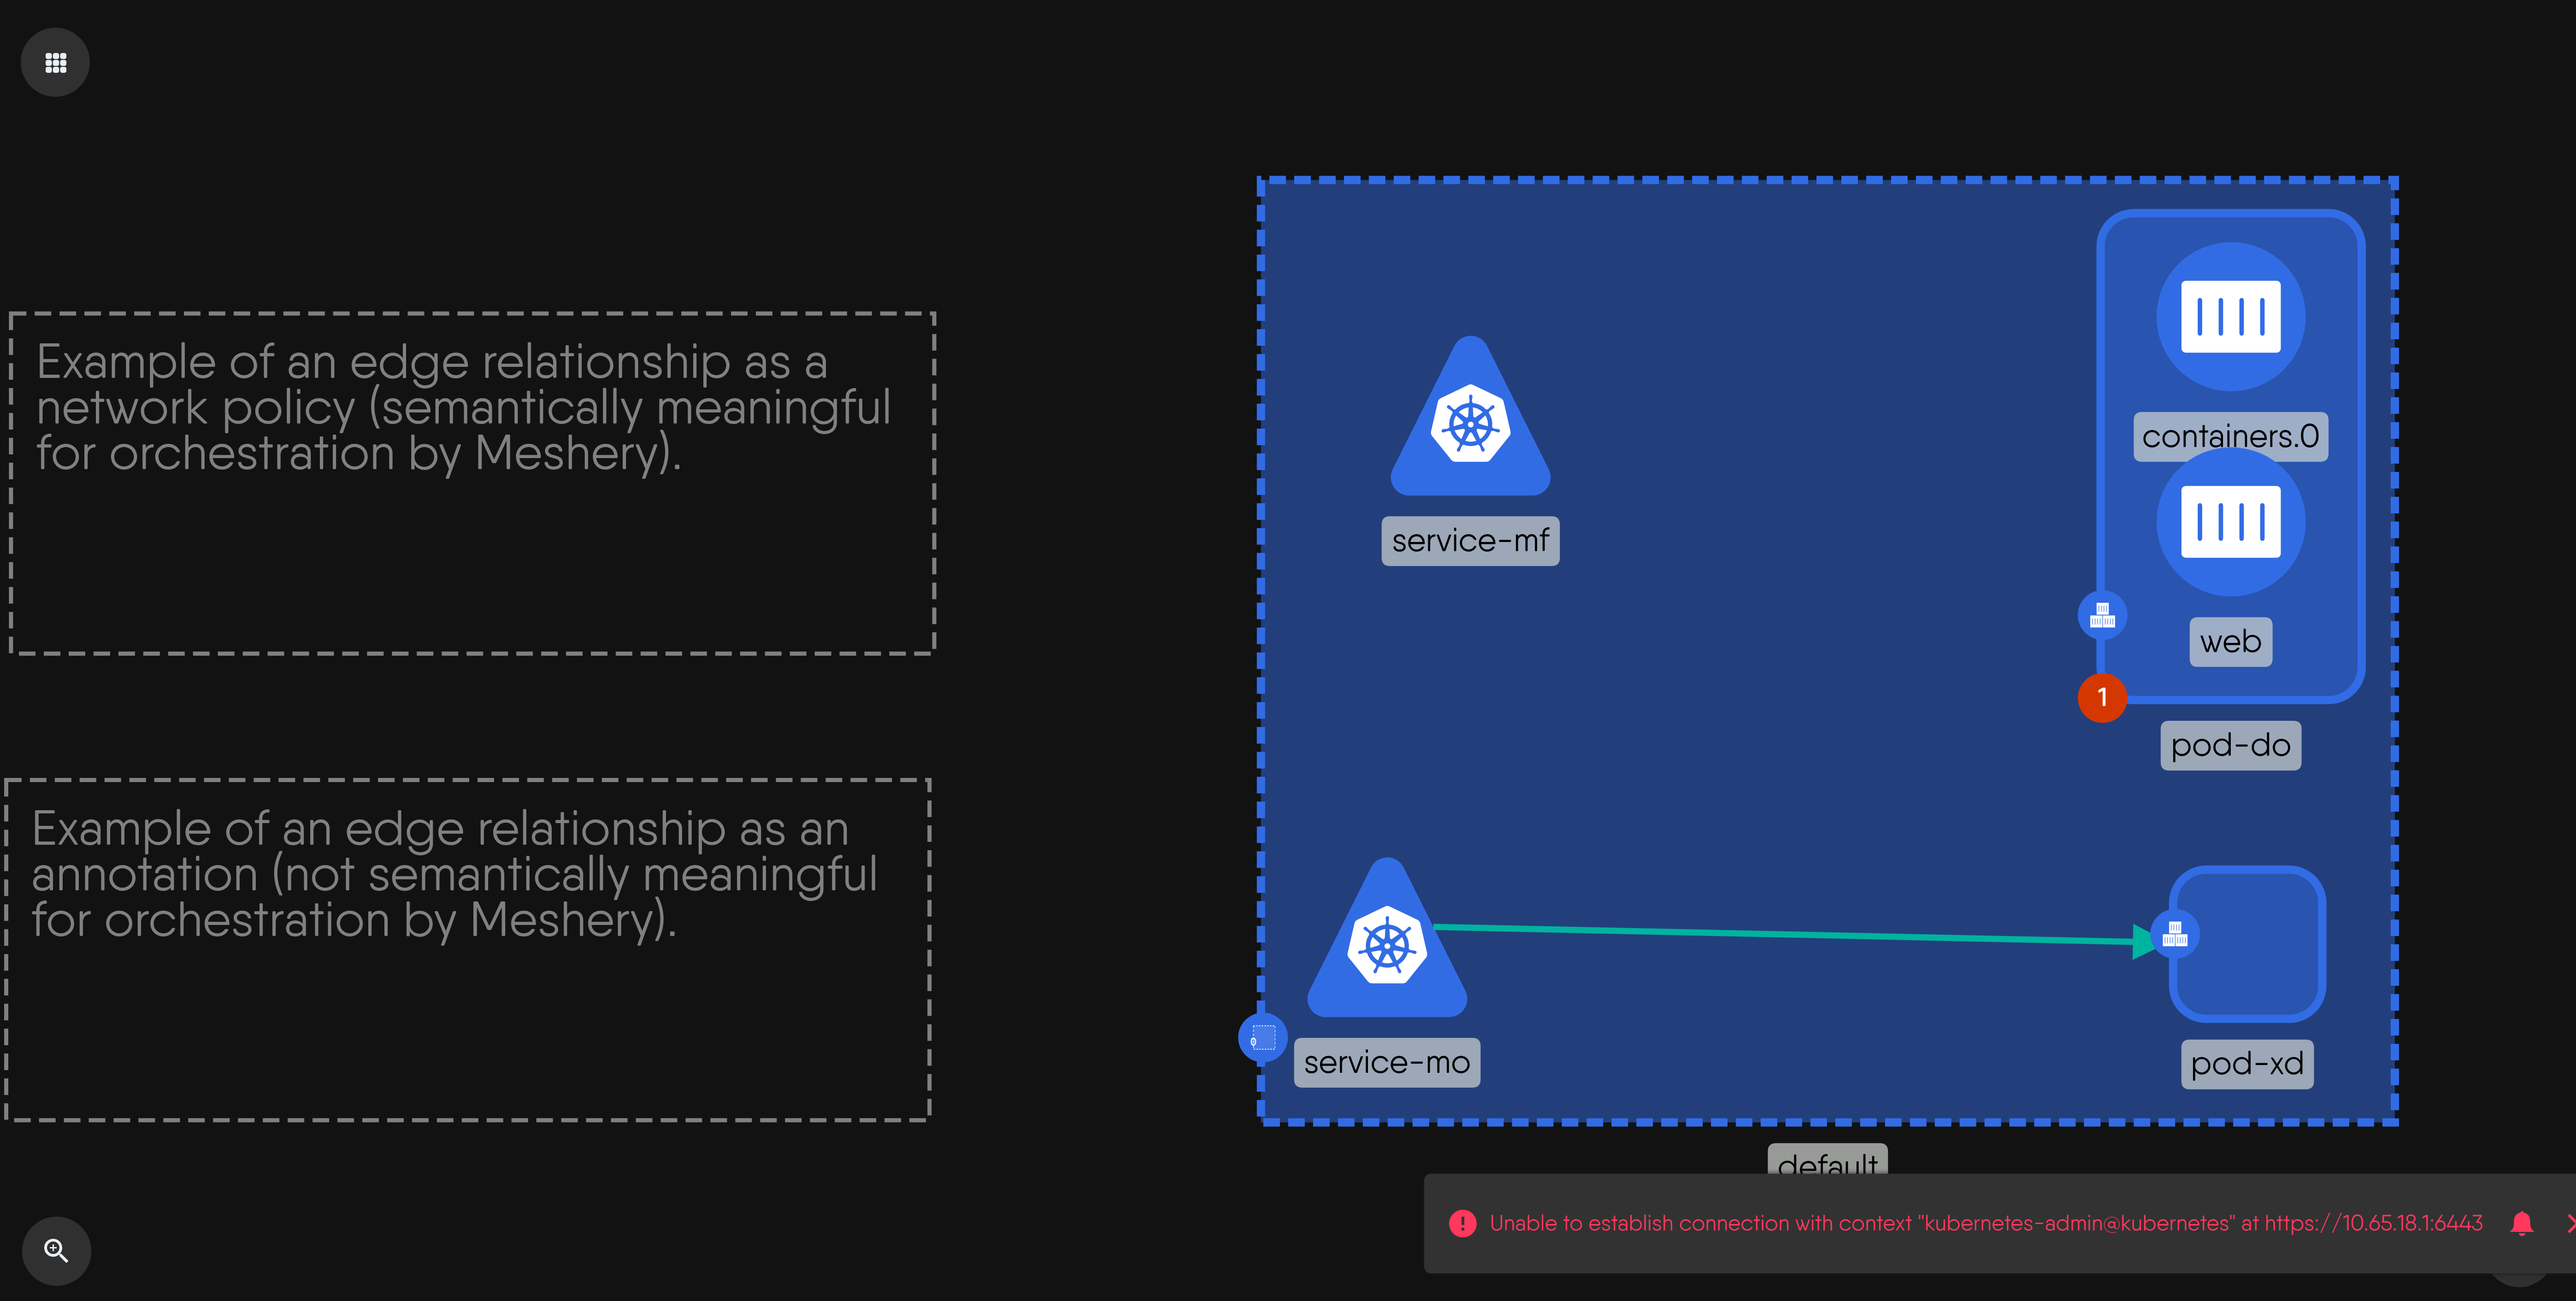 Example of an edge relationship as a
network policy (semantically meaningful
for orchestration by Meshery).
Example of an edge relationship as an
annotation (not semantically meaningful
for orchestration by Meshery).
containers.0
service-mf
web
1
pod-do
service-mo
pod-xd
default
Unable to establish connection with context "kubernetes-admin@kubernetes" at https://10.65.18.1:6443